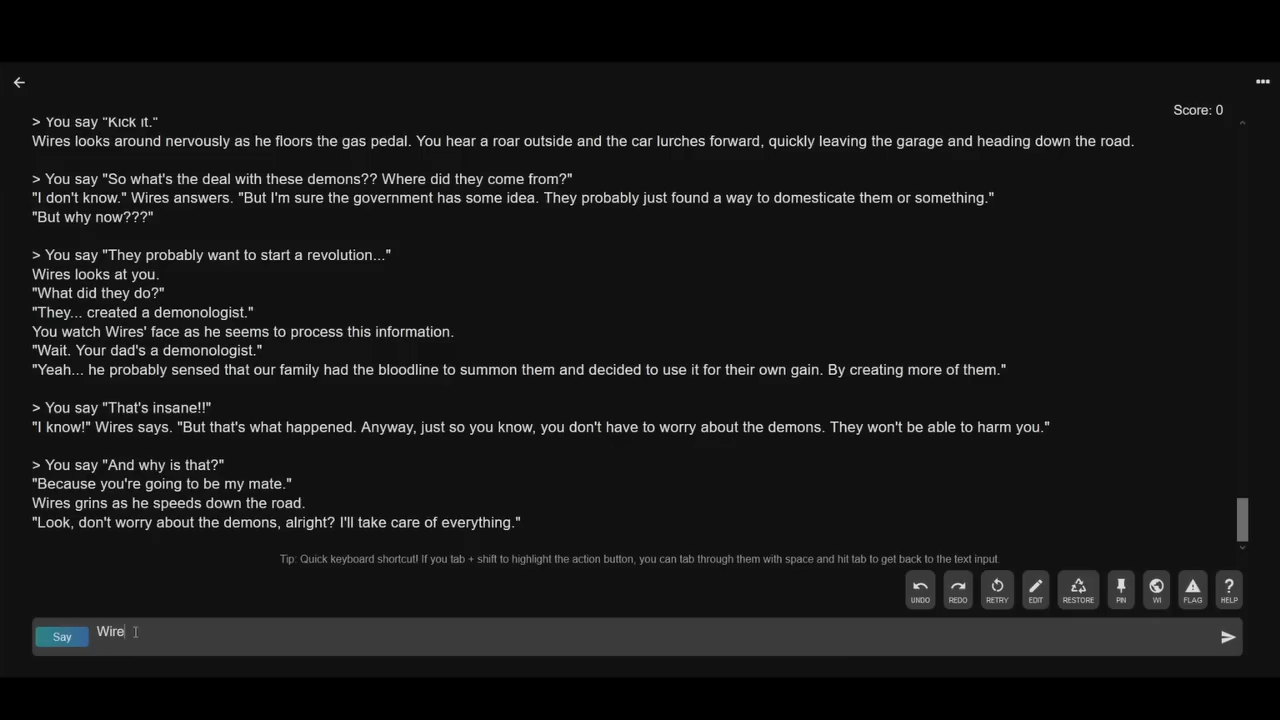 Score: 0
> You say "Kick it."
Wires looks around nervously as he floors the gas pedal. You hear a roar outside and the car lurches forward, quickly leaving the garage and heading down the road.
> You say "So what's the deal with these demons?? Where did they come from?"
"I don't know." Wires answers. "But I'm sure the government has some idea. They probably just found a way to domesticate them or something."
"But why now???"
> You say "They probably want to start a revolution..."
Wires looks at you.
"What did they do?"
"They... created a demonologist."
You watch Wires' face as he seems to process this information.
"Wait. Your dad's a demonologist."
"Yeah... he probably sensed that our family had the bloodline to summon them and decided to use it for their own gain. By creating more of them."
> You say "That's insane!!"
"I know!" Wires says. "But that's what happened. Anyway, just so you know, you don't have to worry about the demons. They won't be able to harm you."
> You say "And why is that?"
"Because you're going to be my mate."
Wires grins as he speeds down the road.
"Look, don't worry about the demons, alright? I'll take care of everything."
Tip: Quick keyboard shortcut! If you tab + shift to highlight the action button, you can tab through them with space and hit tab to get back to the text input.
UNDO REDO RETRY EDIT RESTORE PIN WI FLAG HELP
Say Wire